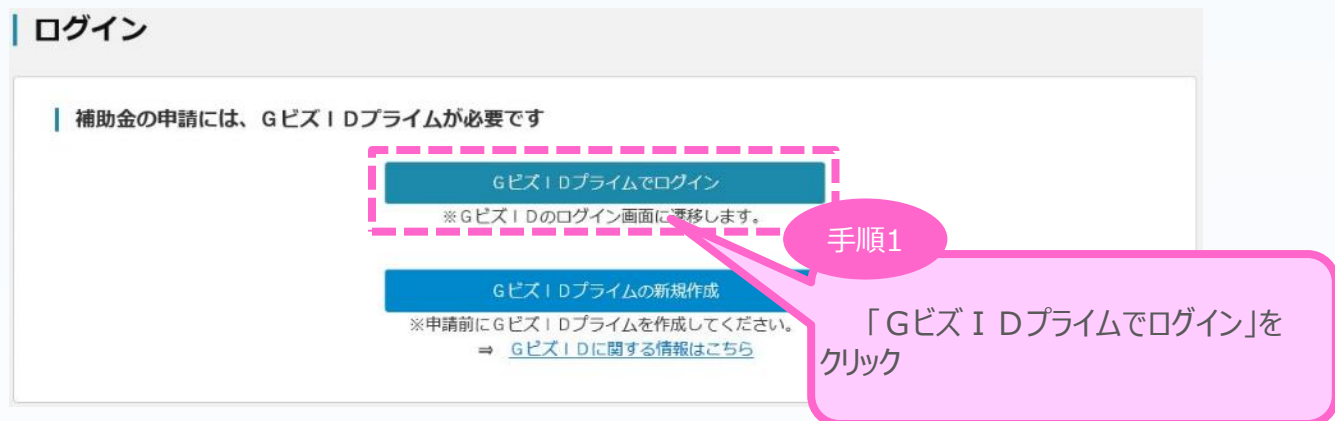 ログイン
補助金の申請には、GビズIDプライムが必要です
GビズIDプライムでログイン
※GビズIDのログイン画面に遷移します。
手順1
「GビズIDプライムでログイン」を
クリック
GビズIDプライムの新規作成
※申請前にGビズIDプライムを作成してください。
⇒ GビズIDに関する情報はこちら